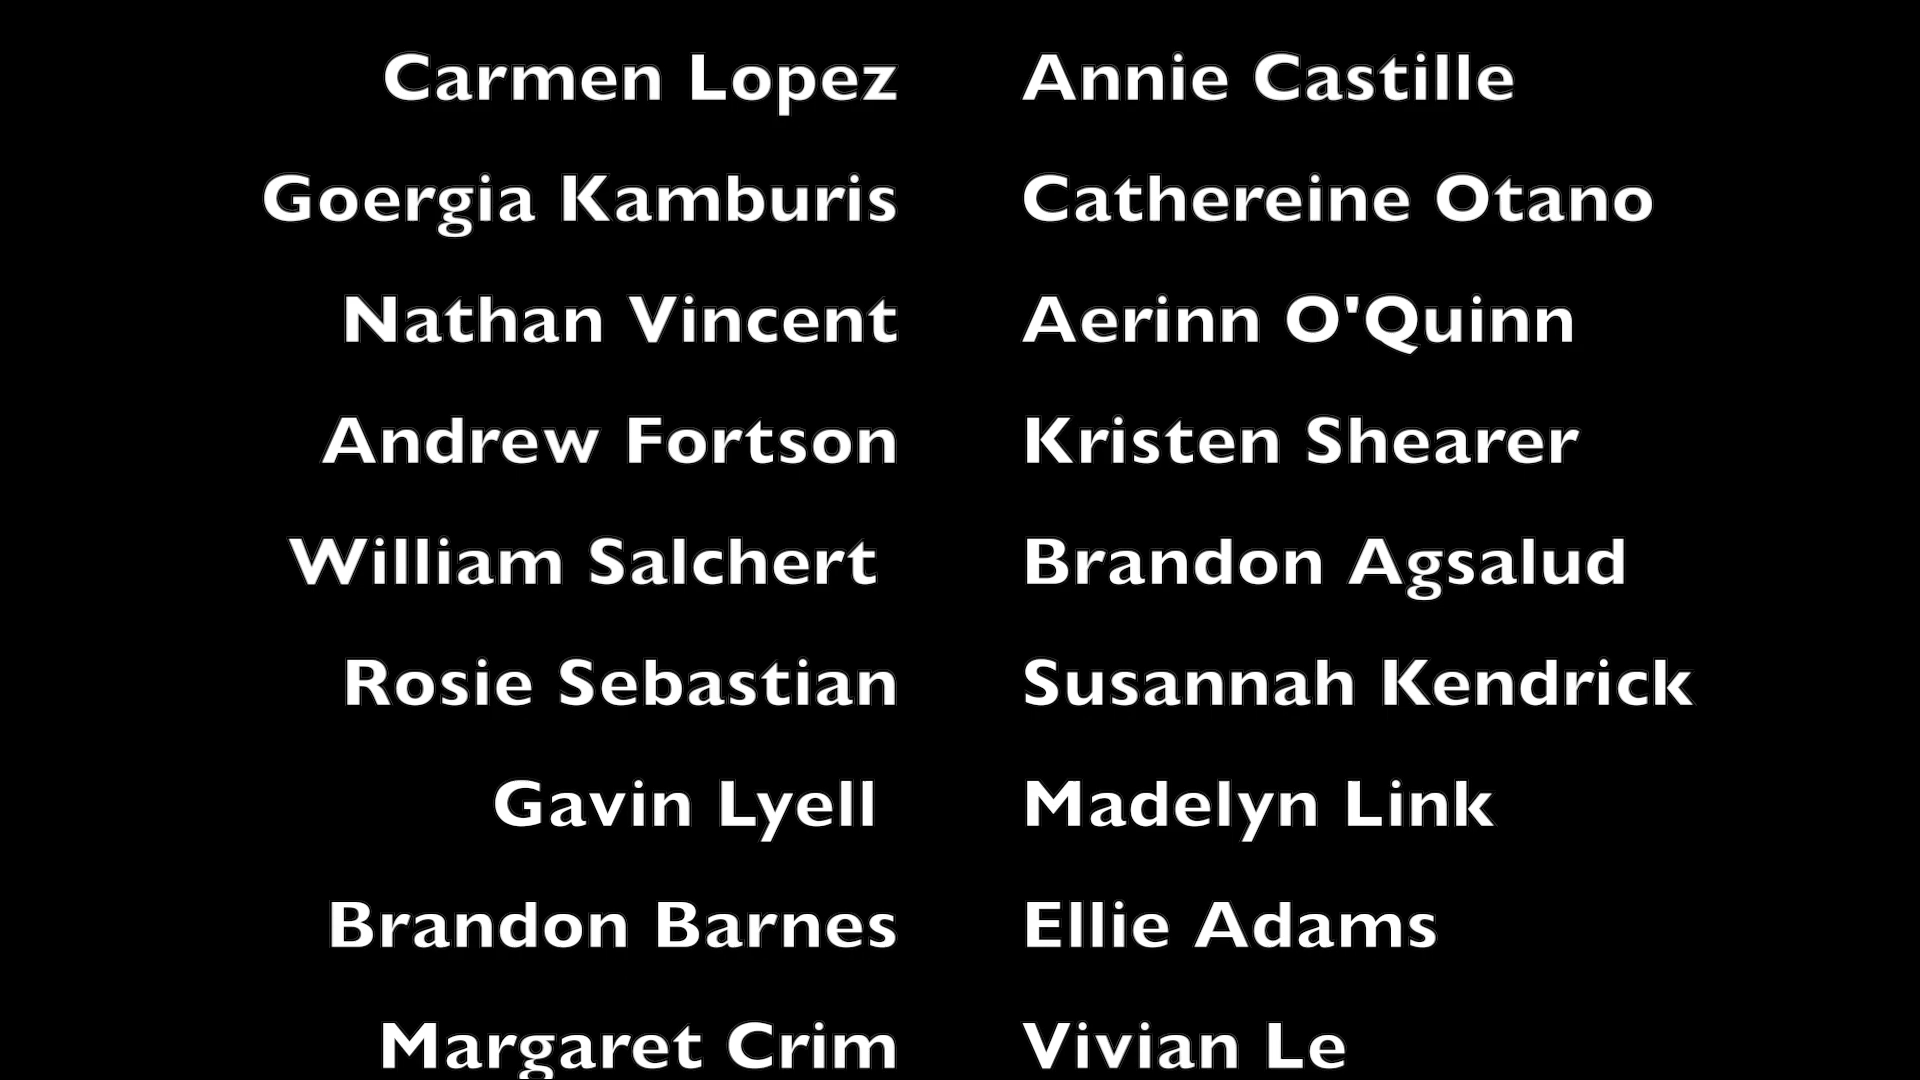 Carmen Lopez Annie Castille
Goergia Kamburis Cathereine Otano
Nathan Vincent Aerinn O'Quinn
Andrew Fortson Kristen Shearer
William Salchert Brandon Agsalud
Rosie Sebastian Susannah Kendrick
Gavin Lyell Madelyn Link
Brandon Barnes Ellie Adams
Margaret Crim Vivian Le